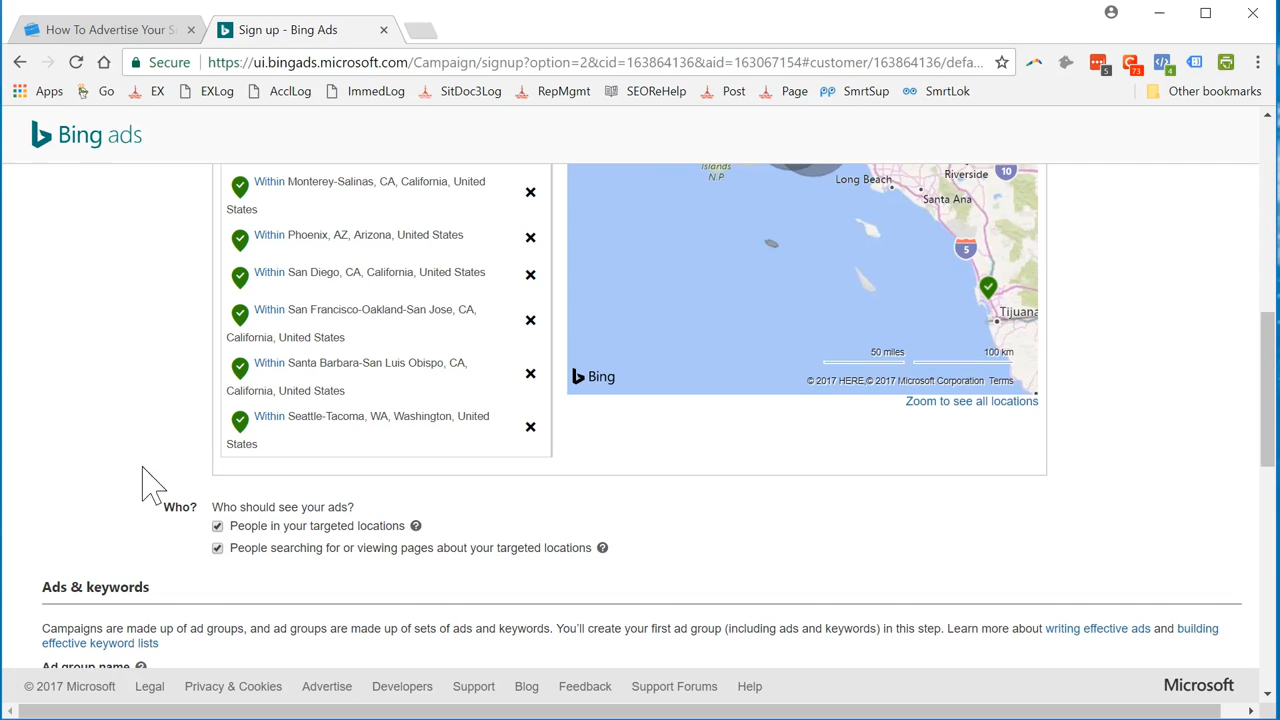 How To Advertise Your S
Sign up - Bing Ads
Secure
https://ui.bingads.microsoft.com/Campaign/signup?option=2&cid=163864136&aid=163067154#customer/163864136/defa...
5
73
4
Apps
Go
EX
EXLog
AcclLog
ImmedLog
SitDoc3Log
RepMgmt
SEOReHelp
Post
Page
SmrtSup
SmrtLok
Other bookmarks
Bing ads
Within Monterey-Salinas, CA, California, United
States
Within Phoenix, AZ, Arizona, United States
Within San Diego, CA, California, United States
Within San Francisco-Oakland-San Jose, CA,
California, United States
Within Santa Barbara-San Luis Obispo, CA,
California, United States
Within Seattle-Tacoma, WA, Washington, United
States
Islands
N.P.
Long Beach
Riverside
10
Santa Ana
5
Tijuana
50 miles
100 km
Bing
© 2017 HERE,© 2017 Microsoft Corporation Terms
Zoom to see all locations
Who?
Who should see your ads?
People in your targeted locations
People searching for or viewing pages about your targeted locations
Ads & keywords
Campaigns are made up of ad groups, and ad groups are made up of sets of ads and keywords. You'll create your first ad group (including ads and keywords) in this step. Learn more about writing effective ads and building
effective keyword lists
Ad group name
© 2017 Microsoft
Legal
Privacy & Cookies
Advertise
Developers
Support
Blog
Feedback
Support Forums
Help
Microsoft